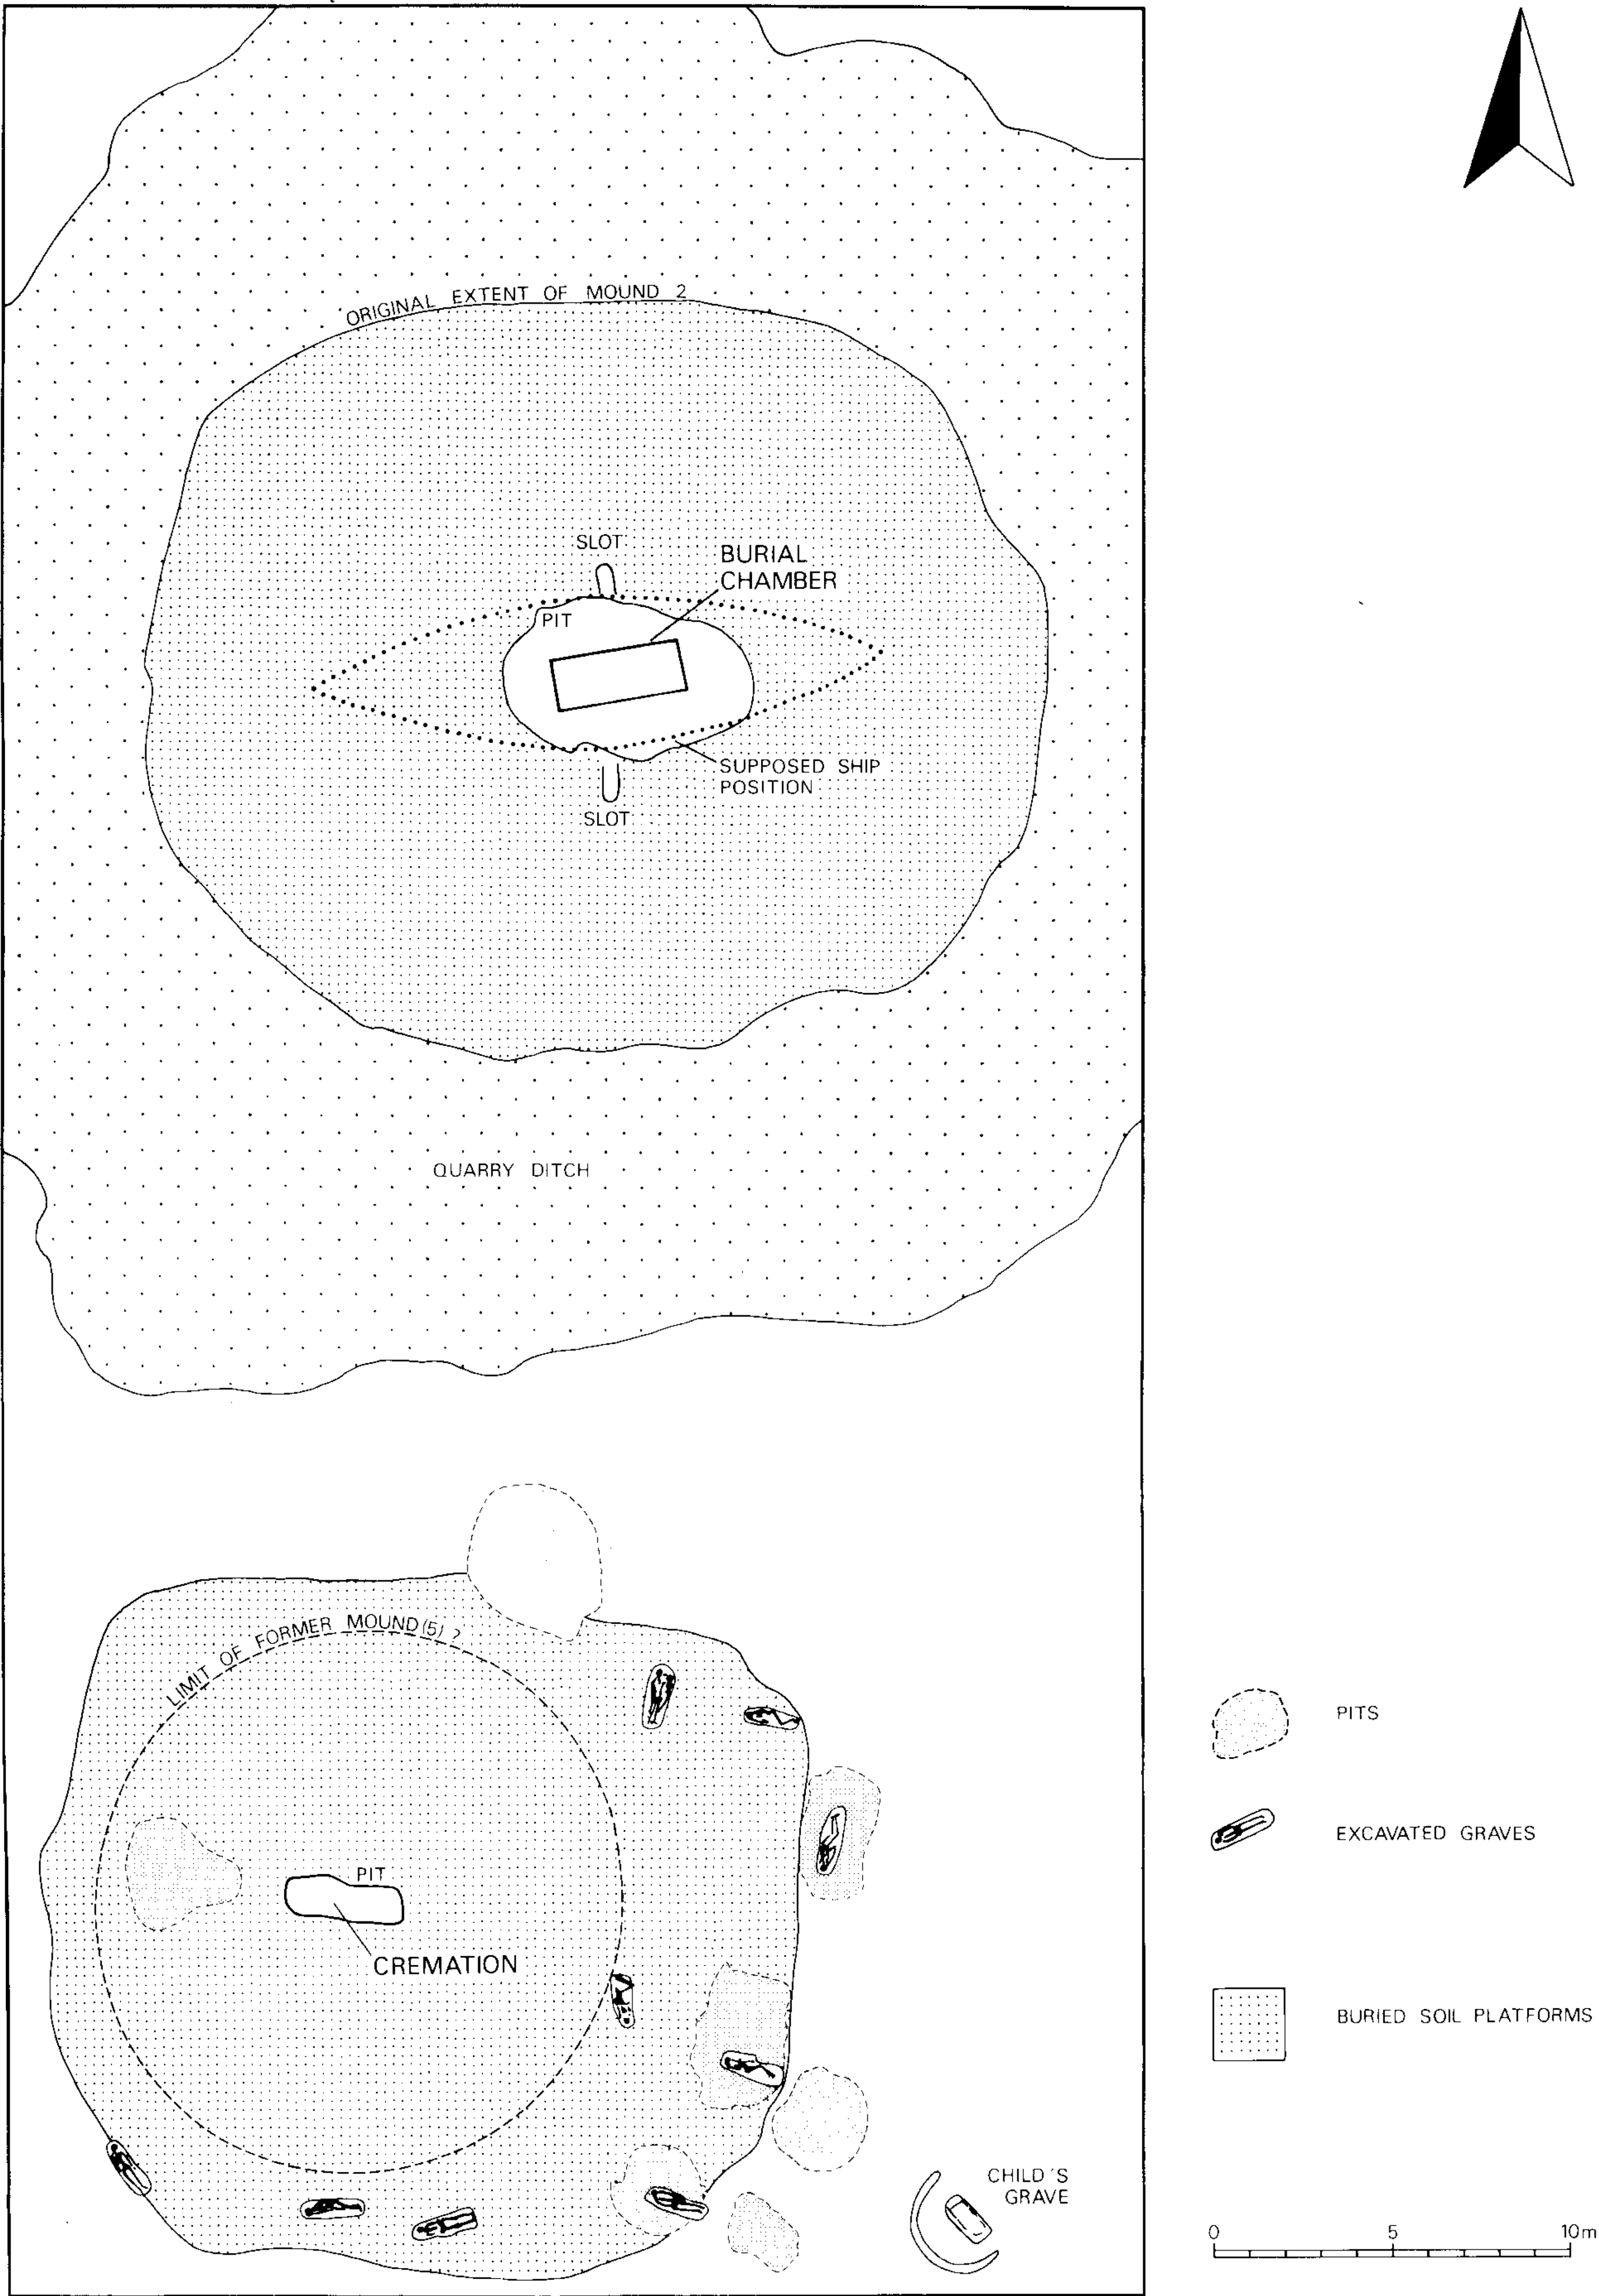 ORIGINAL EXTENT OF MOUND 2
SLOT
BURIAL
CHAMBER
PIT
SUPPOSED SHIP
POSITION
SLOT
QUARRY DITCH
LIMIT OF FORMER MOUND (5) ?
PIT
CREMATION
CHILD'S
GRAVE
PITS
EXCAVATED GRAVES
BURIED SOIL PLATFORMS
0 5 10m